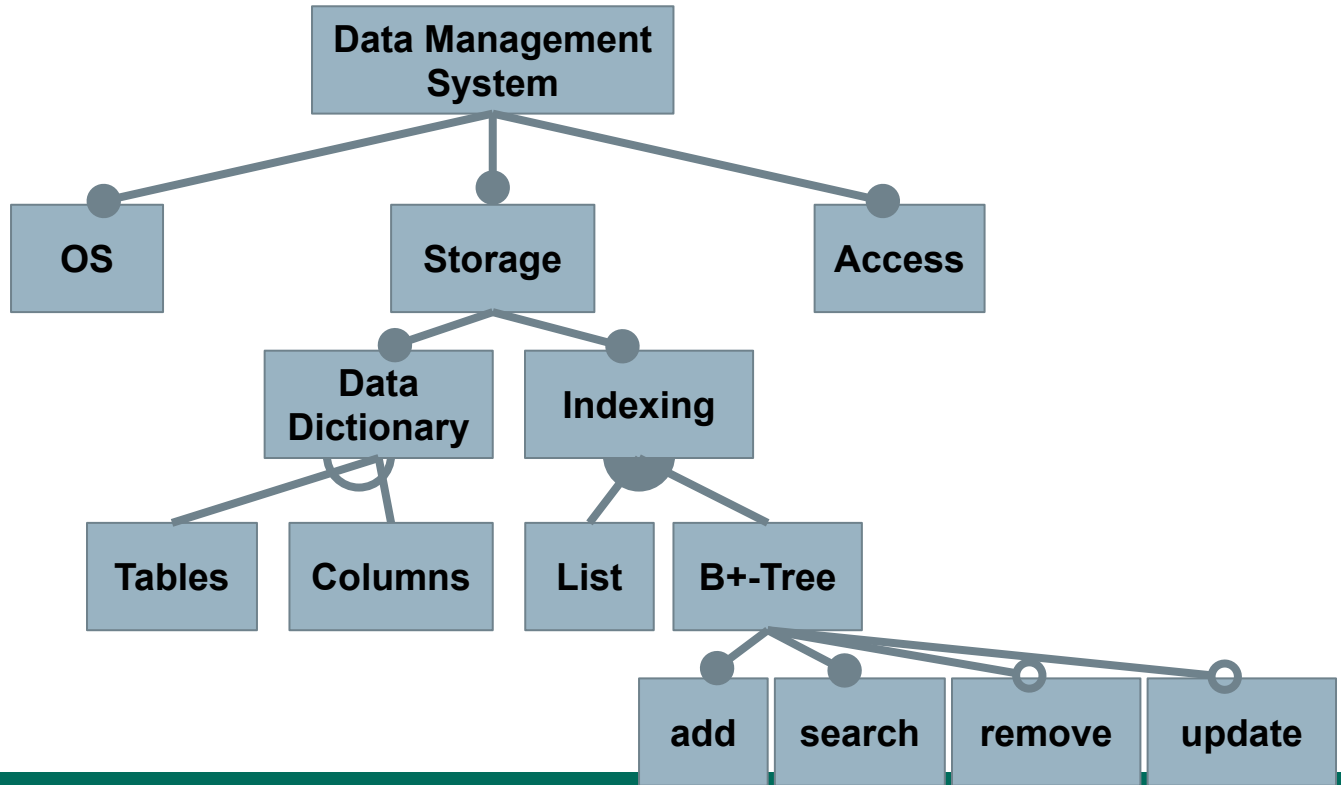 Data Management
System
OS
Storage
Access
Data
Dictionary
Indexing
Tables
Columns
List
B+-Tree
add
search
remove
update